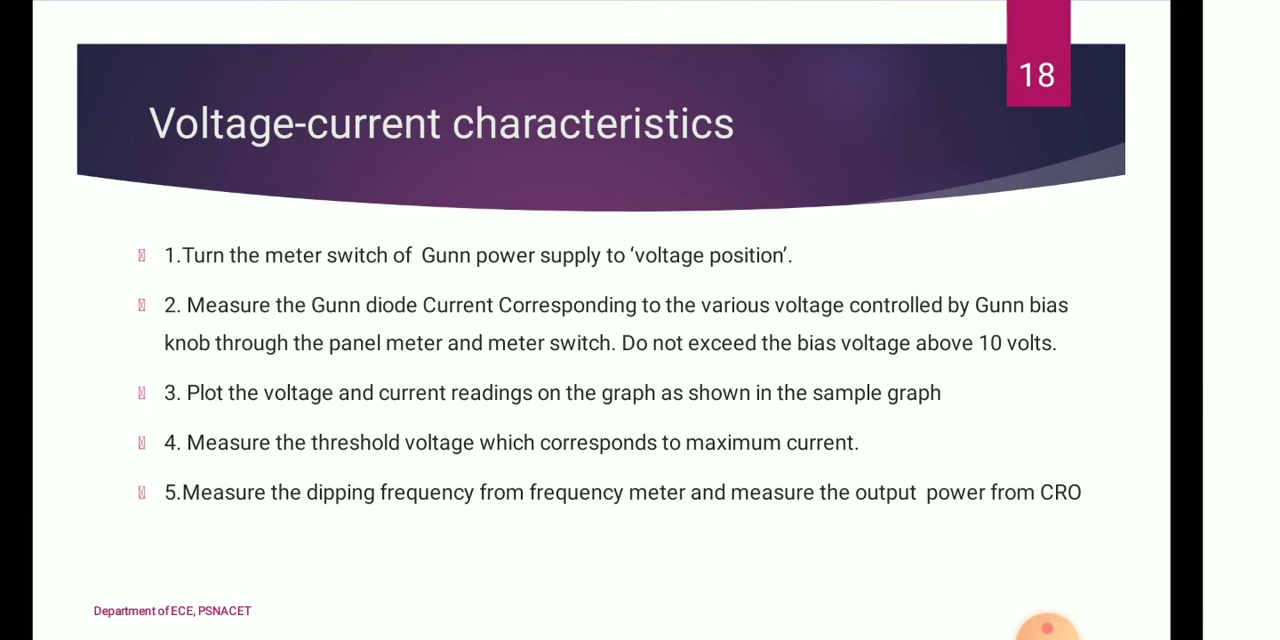 18
Voltage-current characteristics
1.Turn the meter switch of  Gunn power supply to ‘voltage position’.
2. Measure the Gunn diode Current Corresponding to the various voltage controlled by Gunn bias
knob through the panel meter and meter switch. Do not exceed the bias voltage above 10 volts.
3. Plot the voltage and current readings on the graph as shown in the sample graph
4. Measure the threshold voltage which corresponds to maximum current.
5.Measure the dipping frequency from frequency meter and measure the output  power from CRO
Department of ECE, PSNACET